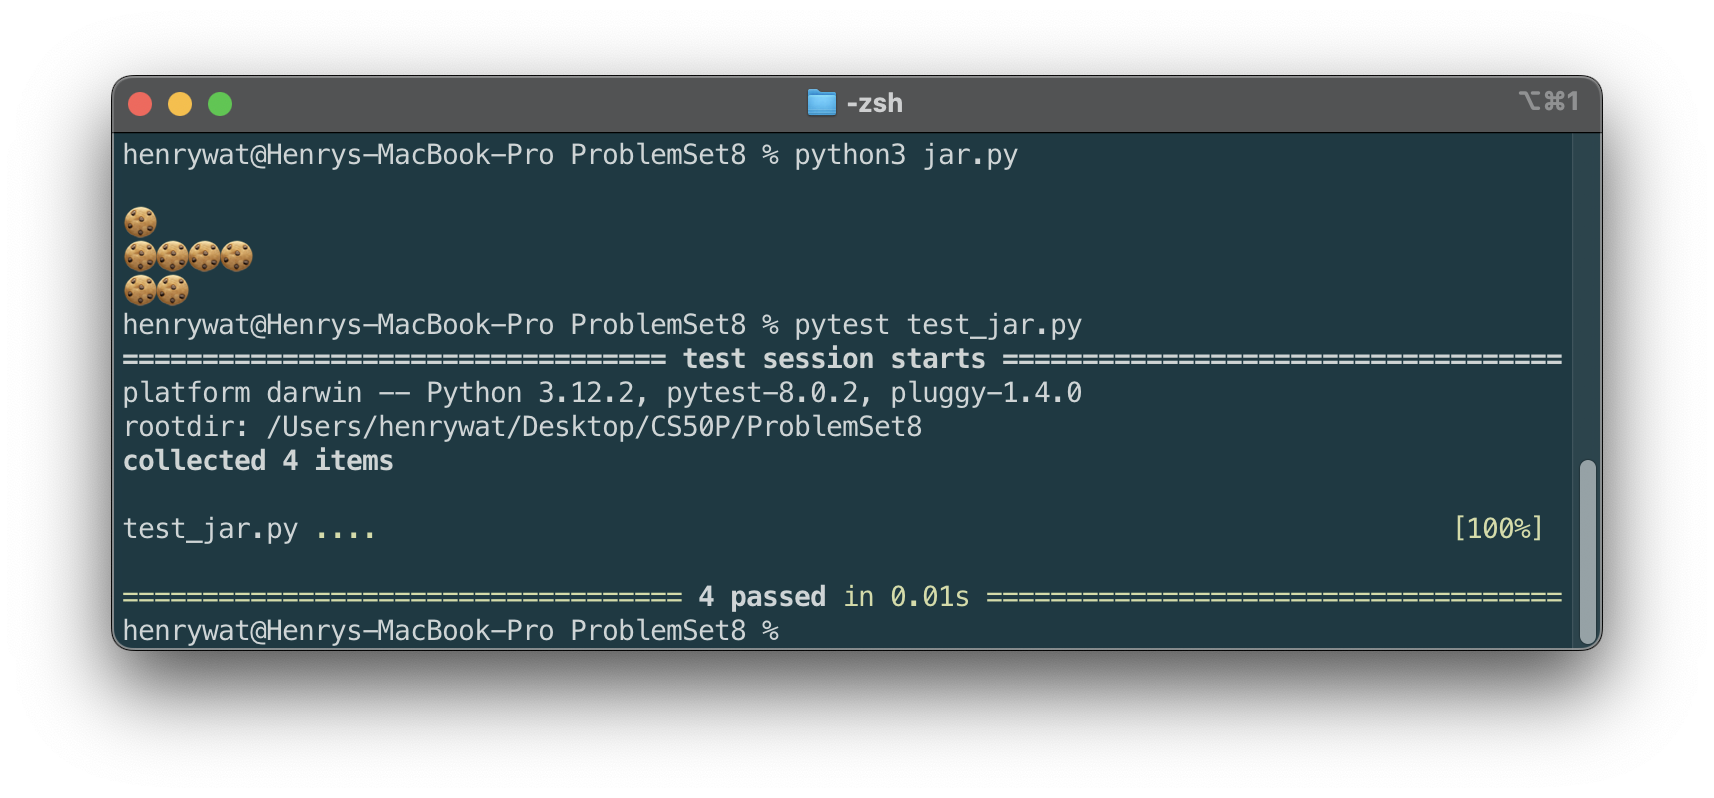 -zsh
⌥⌘1
henrywat@Henrys-MacBook-Pro ProblemSet8 % python3 jar.py
🍪
🍪🍪🍪🍪
🍪🍪
henrywat@Henrys-MacBook-Pro ProblemSet8 % pytest test_jar.py
================================== test session starts ===================================
platform darwin -- Python 3.12.2, pytest-8.0.2, pluggy-1.4.0
rootdir: /Users/henrywat/Desktop/CS50P/ProblemSet8
collected 4 items
test_jar.py .... [100%]
=================================== 4 passed in 0.01s ====================================
henrywat@Henrys-MacBook-Pro ProblemSet8 %